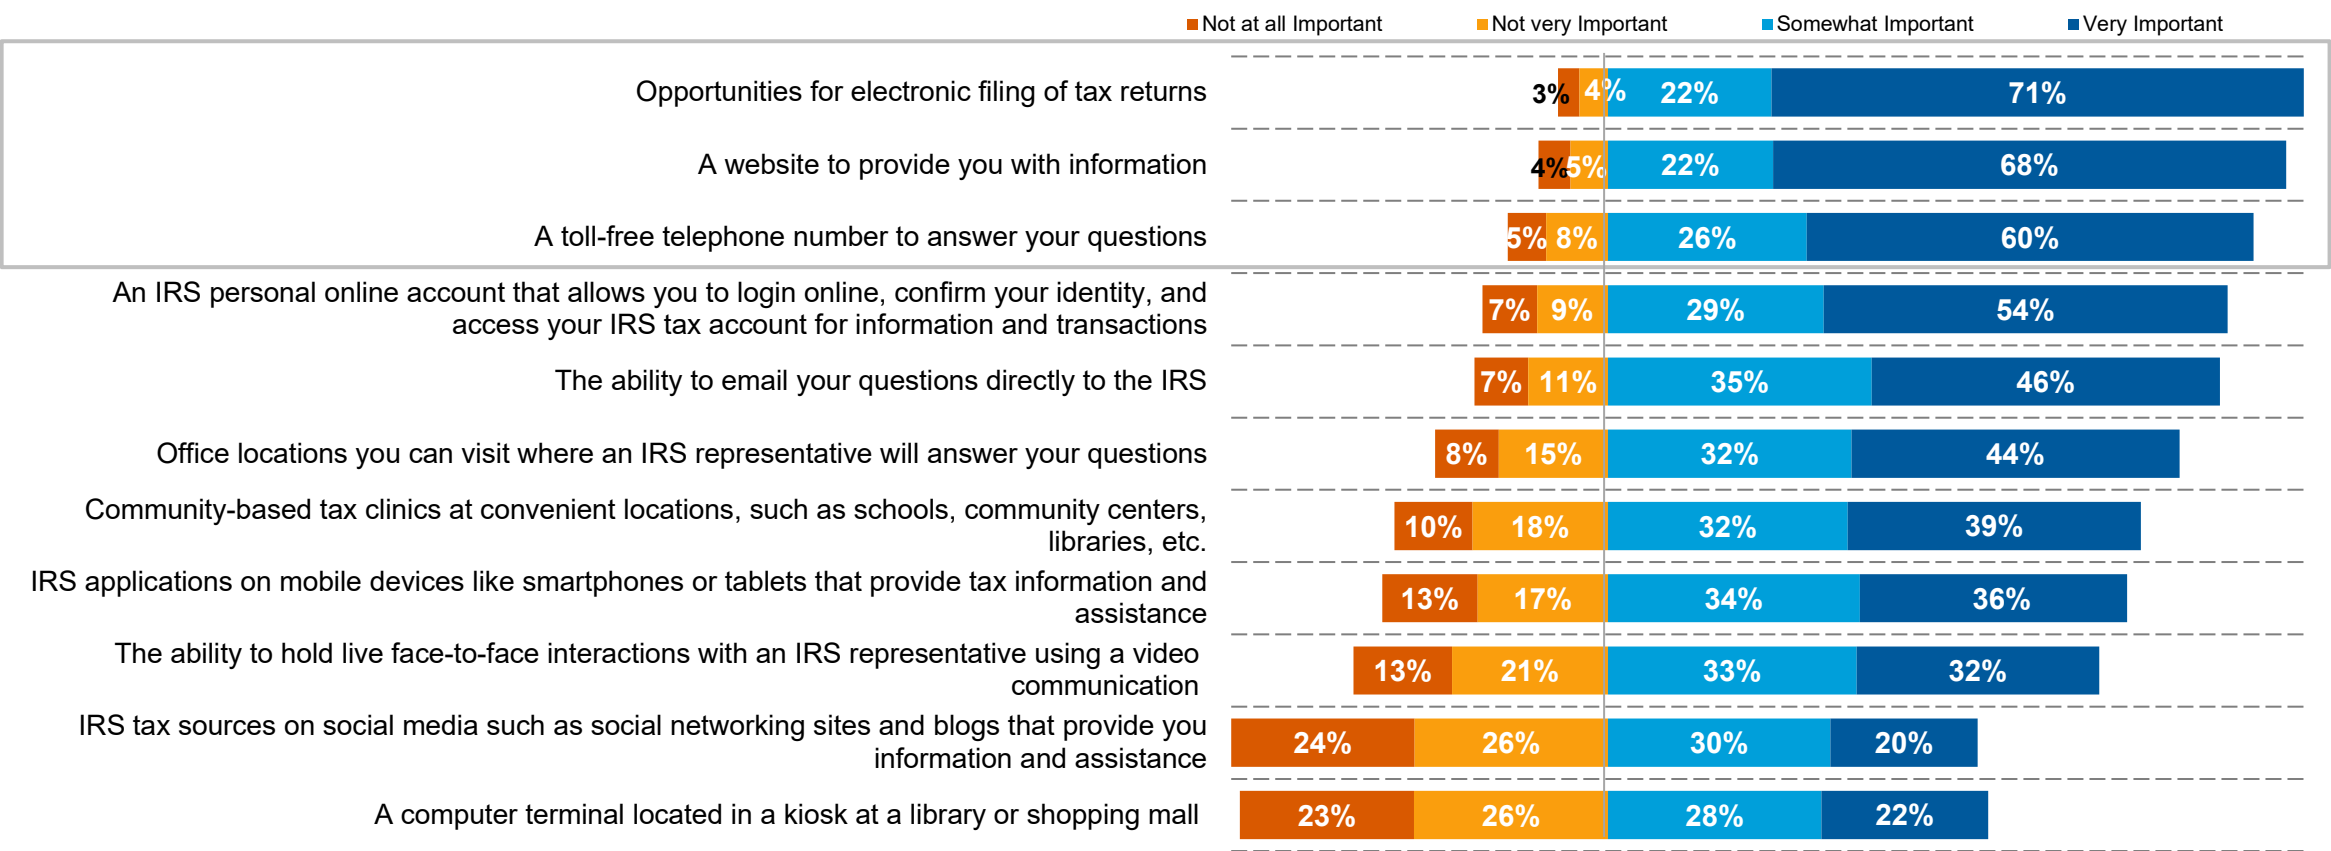 Not at all Important Not very Important Somewhat Important Very Important
Opportunities for electronic filing of tax returns 3% 4% 22% 71%
A website to provide you with information 4% 5% 22% 68%
A toll-free telephone number to answer your questions 5% 8% 26% 60%
An IRS personal online account that allows you to login online, confirm your identity, and
access your IRS tax account for information and transactions
7% 9% 29% 54%
The ability to email your questions directly to the IRS 7% 11% 35% 46%
Office locations you can visit where an IRS representative will answer your questions 8% 15% 32% 44%
Community-based tax clinics at convenient locations, such as schools, community centers,
libraries, etc.
10% 18% 32% 39%
IRS applications on mobile devices like smartphones or tablets that provide tax information and
assistance
13% 17% 34% 36%
The ability to hold live face-to-face interactions with an IRS representative using a video
communication
13% 21% 33% 32%
IRS tax sources on social media such as social networking sites and blogs that provide you
information and assistance
24% 26% 30% 20%
A computer terminal located in a kiosk at a library or shopping mall 23% 26% 28% 22%